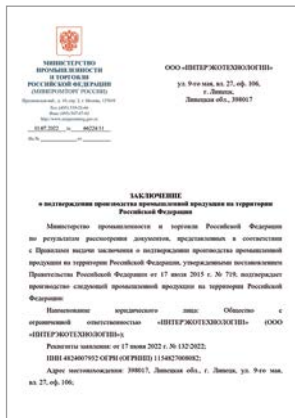 МИНИСТЕРСТВО
ПРОМЫШЛЕННОСТИ
И ТОРГОВЛИ
РОССИЙСКОЙ ФЕДЕРАЦИИ
(МИНПРОМТОРГ РОССИИ)
ООО «ИНТЕРЭКОТЕХНОЛОГИИ»
ул. 9-го мая, вл. 27, оф. 106,
г. Липецк,
Липецкая обл., 398017
ЗАКЛЮЧЕНИЕ
о подтверждении производства промышленной продукции на территории
Российской Федерации
Министерство промышленности и торговли Российской Федерации
по результатам рассмотрения документов, представленных в соответствии
с Правилами выдачи заключения о подтверждении производства промышленной
продукции на территории Российской Федерации, утвержденными постановлением
Правительства Российской Федерации от 17 июля 2015 г. № 719, подтверждает
производство следующей промышленной продукции на территории Российской
Федерации:
Наименование юридического лица: Общество с
ограниченной ответственностью «ИНТЕРЭКОТЕХНОЛОГИИ» (ООО
«ИНТЕРЭКОТЕХНОЛОГИИ»);
Реквизиты заявления: от 17 июня 2022 г. № 132/2022;
ИНН 4824007952 ОГРН (ОГРНИП) 1154827008082;
Адрес местонахождения: 398017, Липецкая обл., г. Липецк, ул. 9-го мая,
вл. 27, оф. 106;